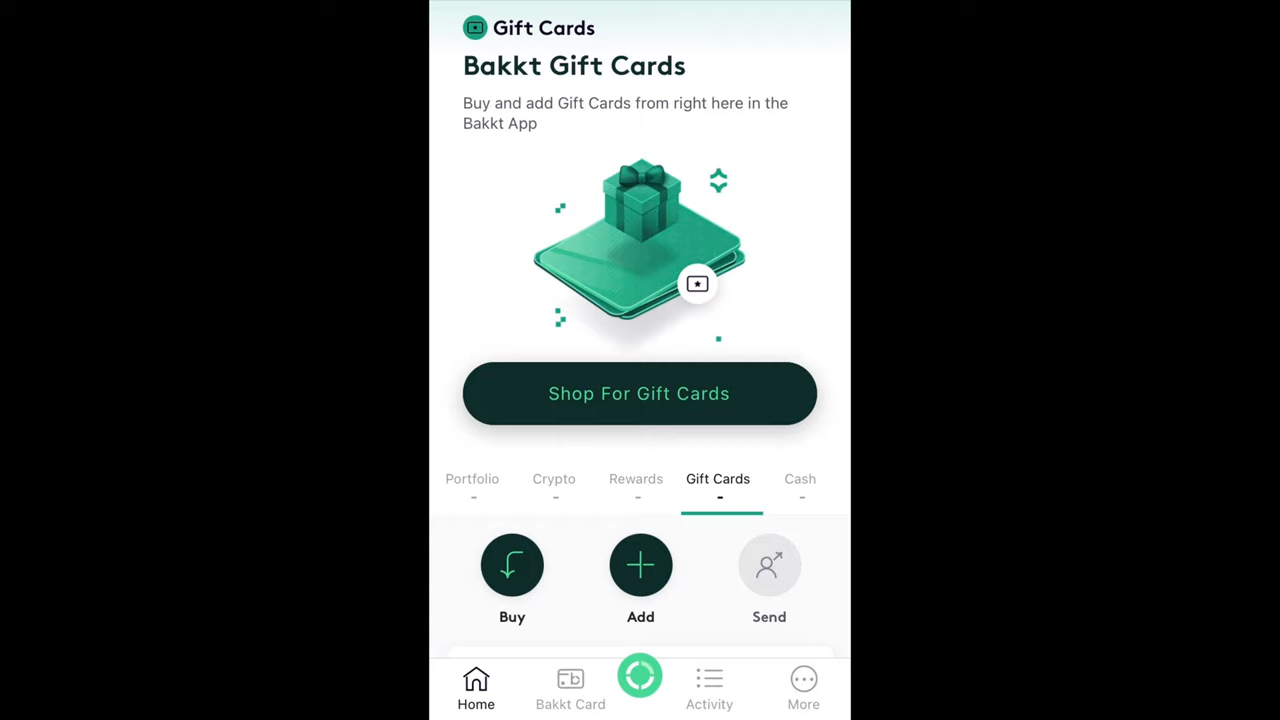 Gift Cards
Bakkt Gift Cards
Buy and add Gift Cards from right here in the
Bakkt App
Shop For Gift Cards
Portfolio Crypto Rewards Gift Cards Cash
- - - - -
Buy Add Send
b
Home Bakkt Card Activity More